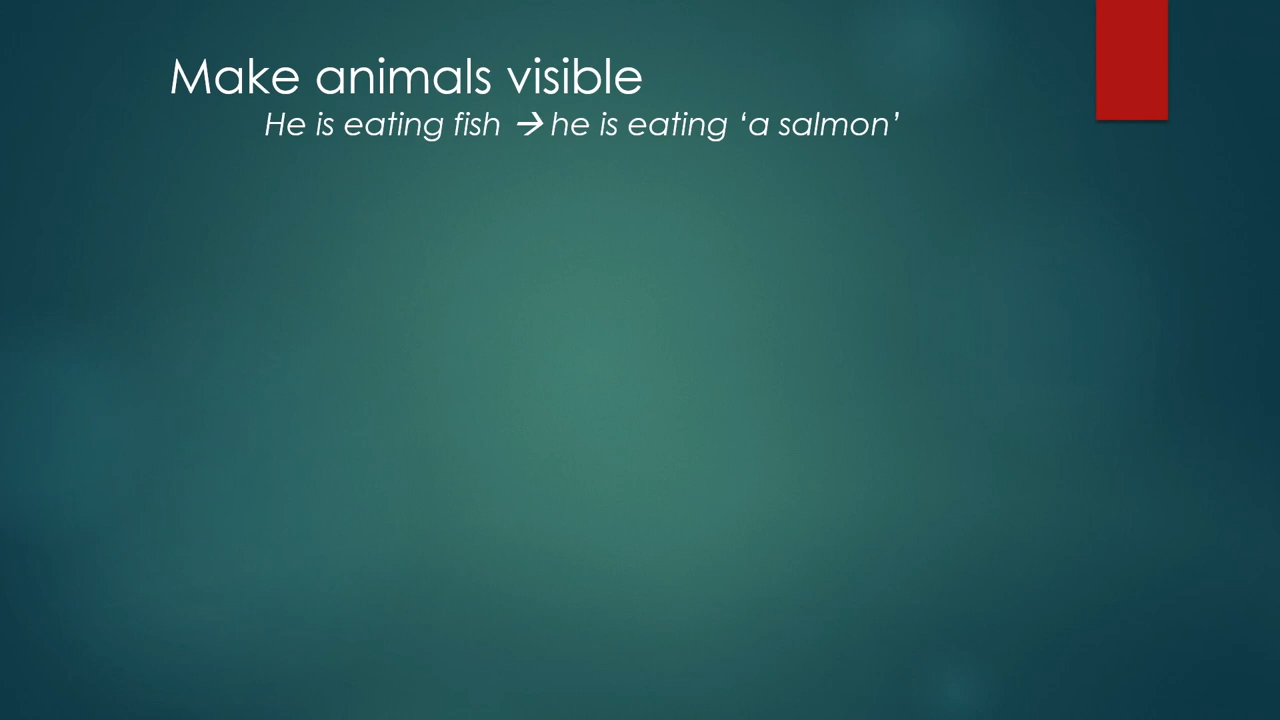 Make animals visible
He is eating fish → he is eating ‘a salmon’